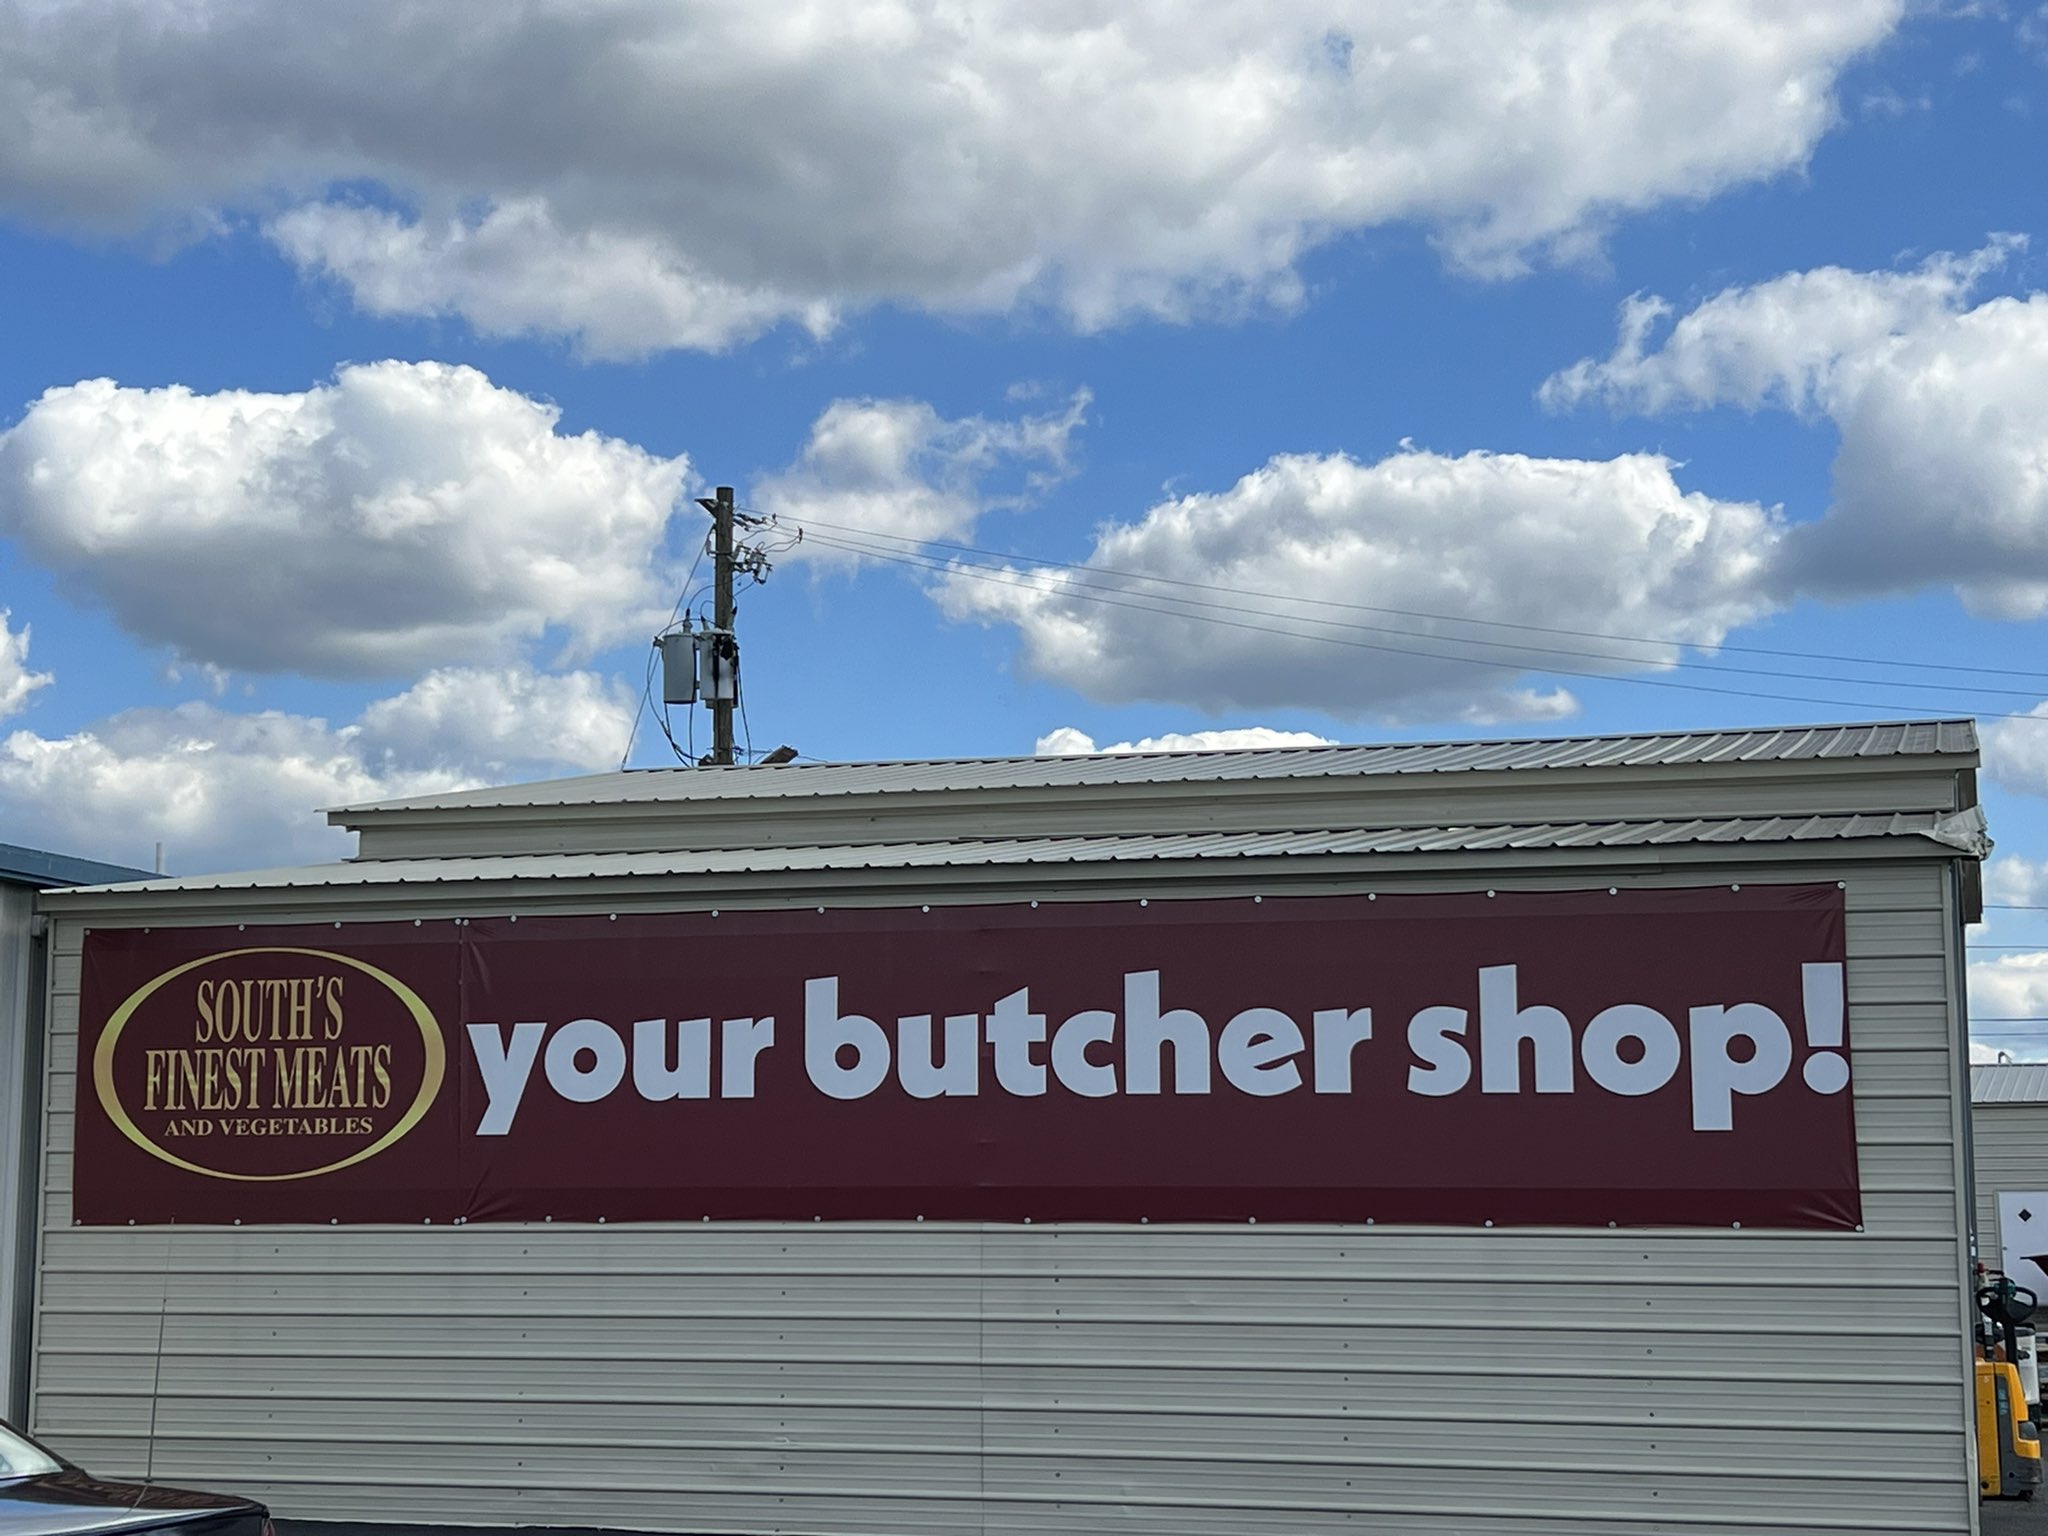 SOUTH'S
FINEST MEATS
AND VEGETABLES
your butcher shop!